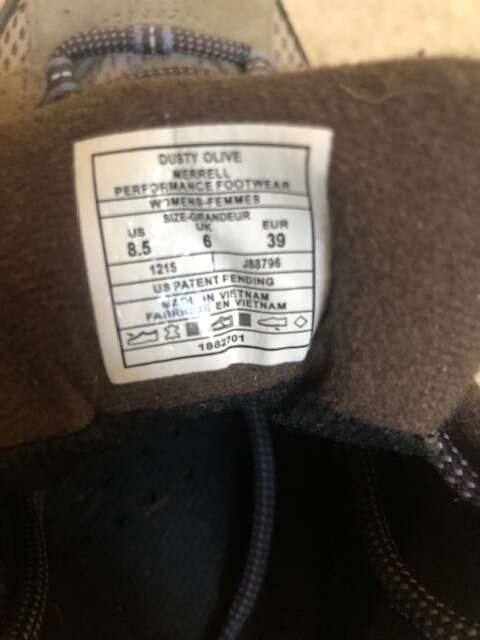 DUSTY OLIVE
MERRELL
PERFORMANCE FOOTWEAR
WOMENS-FEMMES
SIZE-GRANDEUR
US UK EUR
8.5 6 39
1215 J88796
US PATENT PENDING
MADE IN VIETNAM
FABRIQUE EN VIETNAM
1882701